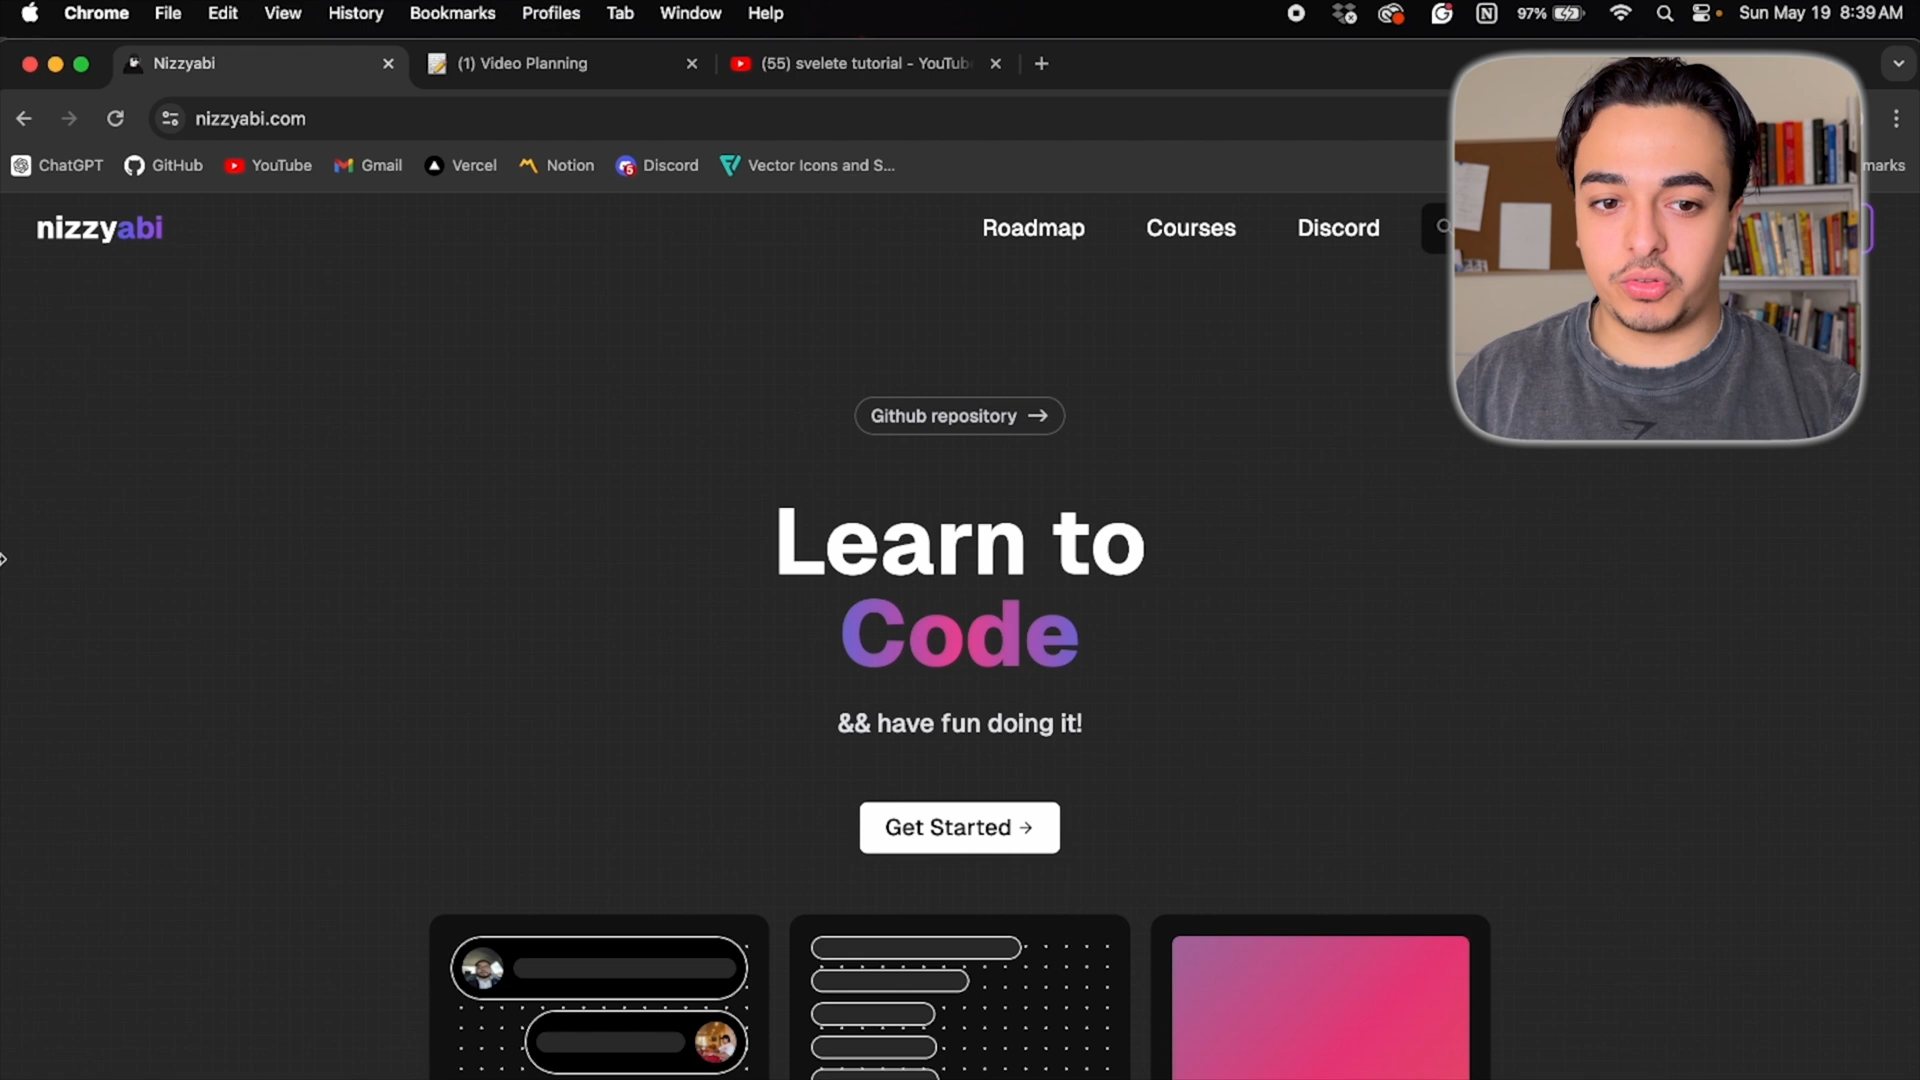 Chrome File Edit View History Bookmarks Profiles Tab Window Help 97% Sun May 19 8:39 AM
Nizzyabi (1) Video Planning (55) svelete tutorial - YouTub
nizzyabi.com
ChatGPT GitHub YouTube Gmail Vercel Notion Discord Vector Icons and S... marks
nizzyabi Roadmap Courses Discord
Github repository →
Learn to
Code
&& have fun doing it!
Get Started →